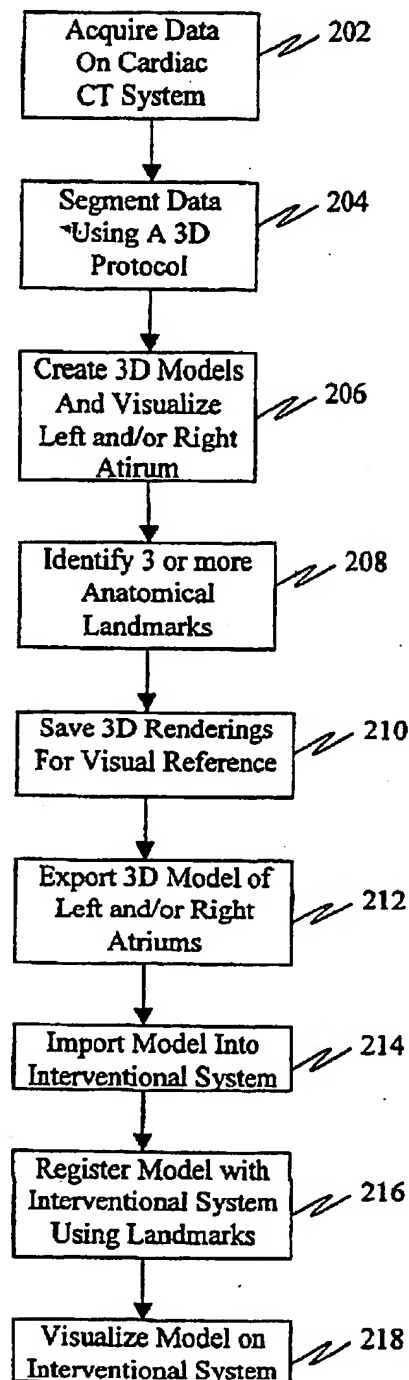 Acquire Data
On Cardiac
CT System
202
Segment Data
Using A 3D
Protocol
204
Create 3D Models
And Visualize
Left and/or Right
Atirum
206
Identify 3 or more
Anatomical
Landmarks
208
Save 3D Renderings
For Visual Reference
210
Export 3D Model of
Left and/or Right
Atriums
212
Import Model Into
Interventional System
214
Register Model with
Interventional System
Using Landmarks
216
Visualize Model on
Interventional System
218